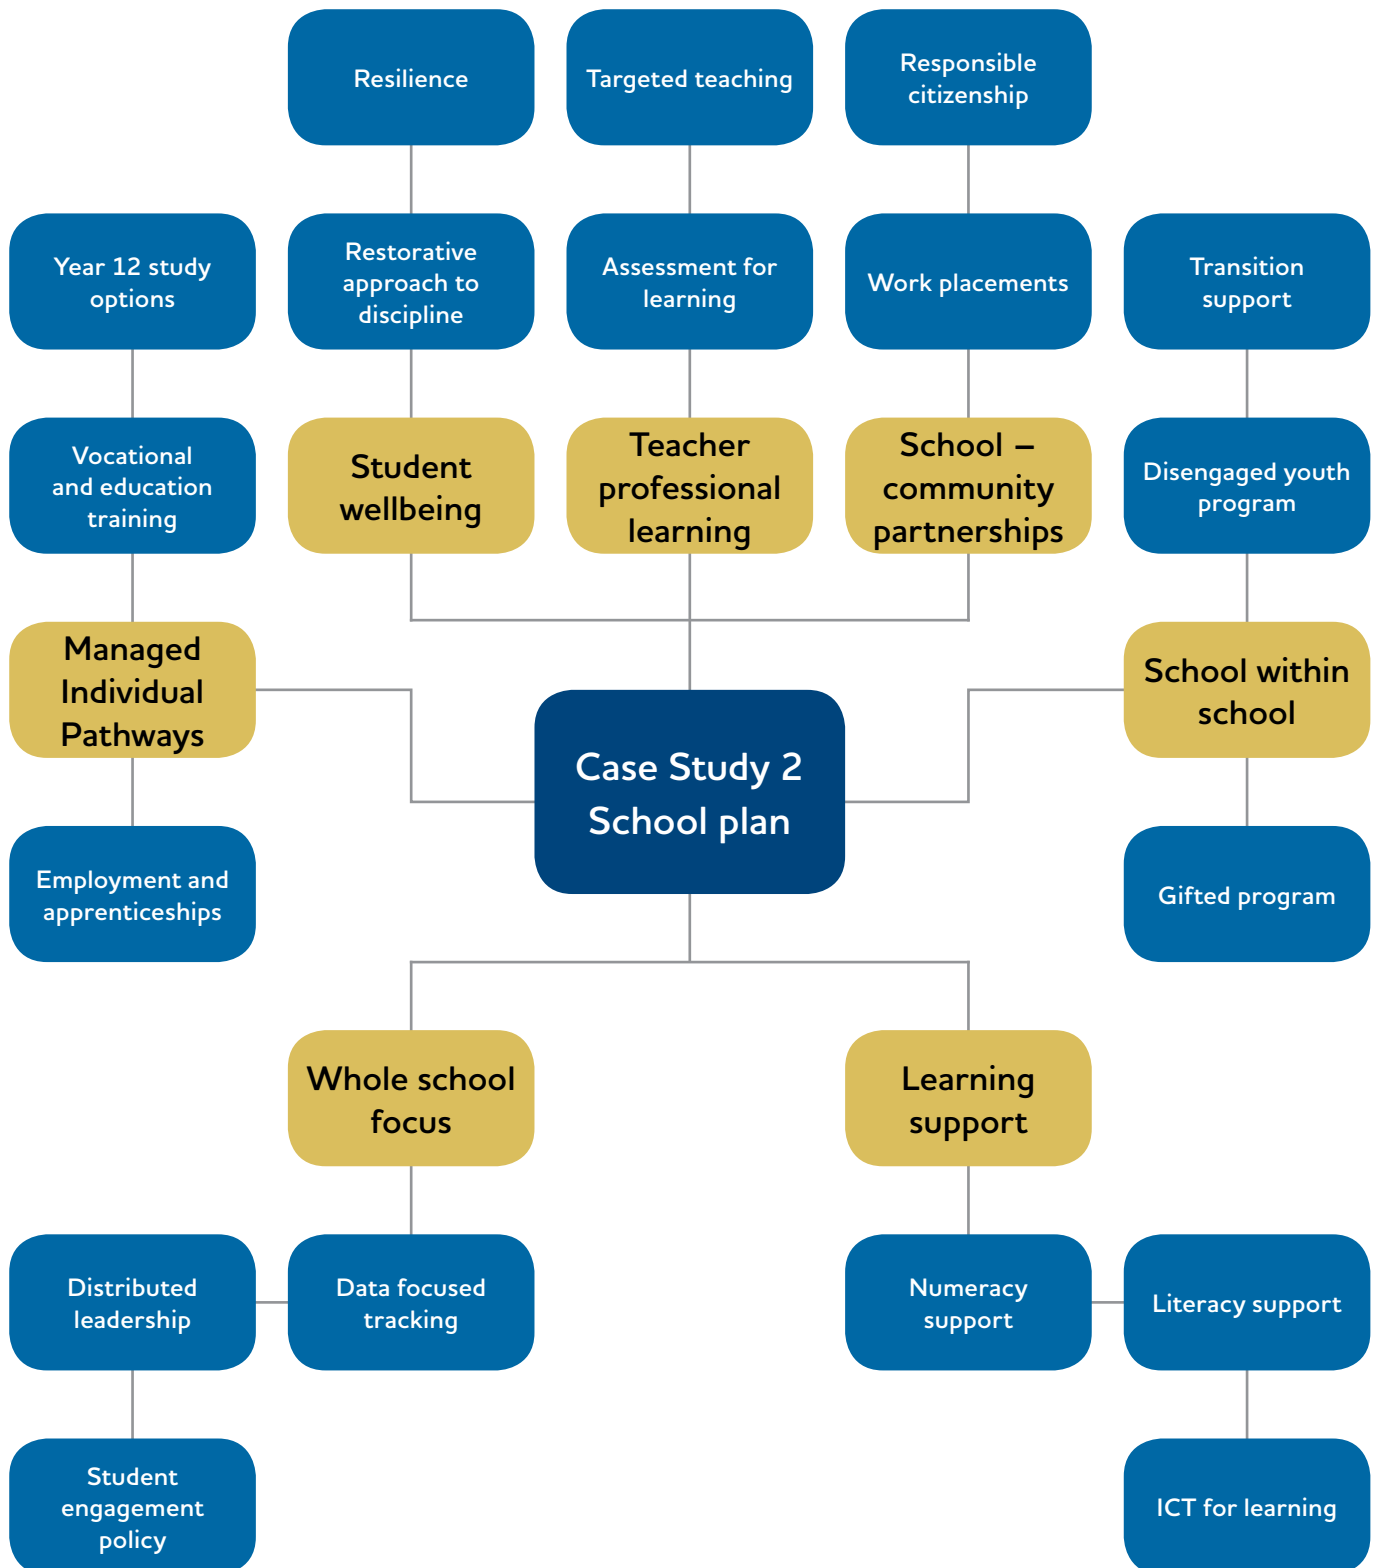 Resilience
Targeted teaching
Responsible
citizenship
Year 12 study
options
Restorative
approach to
discipline
Assessment for
learning
Work placements
Transition
support
Vocational
and education
training
Student
wellbeing
Teacher
professional
learning
School –
community
partnerships
Disengaged youth
program
Managed
Individual
Pathways
School within
school
Case Study 2
School plan
Employment and
apprenticeships
Gifted program
Whole school
focus
Learning
support
Distributed
leadership
Data focused
tracking
Numeracy
support
Literacy support
Student
engagement
policy
ICT for learning